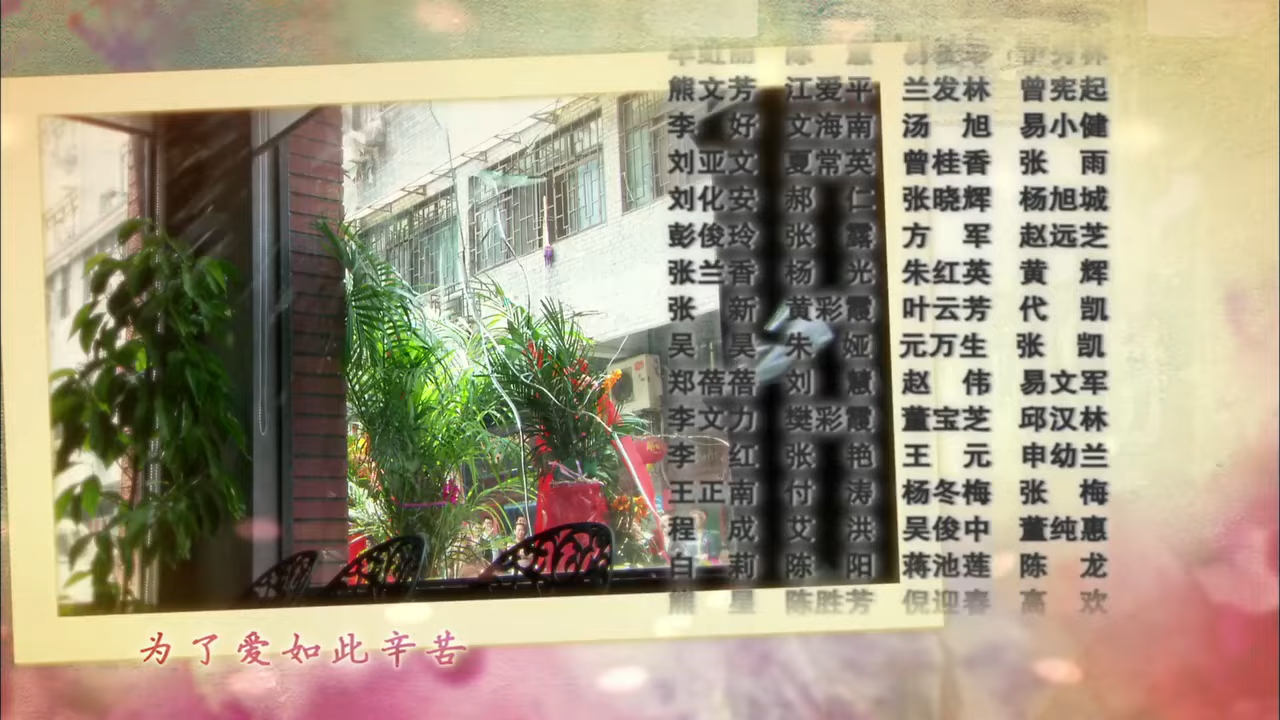 熊文芳 江爱平 兰发林 曾宪起
李 好 文海南 汤 旭 易小健
刘亚文 夏常英 曾桂香 张 雨
刘化安 郝 仁 张晓辉 杨旭城
彭俊玲 张 露 方 军 赵远芝
张兰香 杨 光 朱红英 黄 辉
张 新 黄彩霞 叶云芳 代 凯
吴 昊 朱 娅 元万生 张 凯
郑蓓蓓 刘 慧 赵 伟 易文军
李文力 樊彩霞 董宝芝 邱汉林
李 红 张 艳 王 元 申幼兰
王正南 付 涛 杨冬梅 张 梅
程 成 艾 洪 吴俊中 董纯惠
白 莉 陈 阳 蒋池莲 陈 龙
熊 星 陈胜芳 倪迎春 高 欢
为了爱如此辛苦